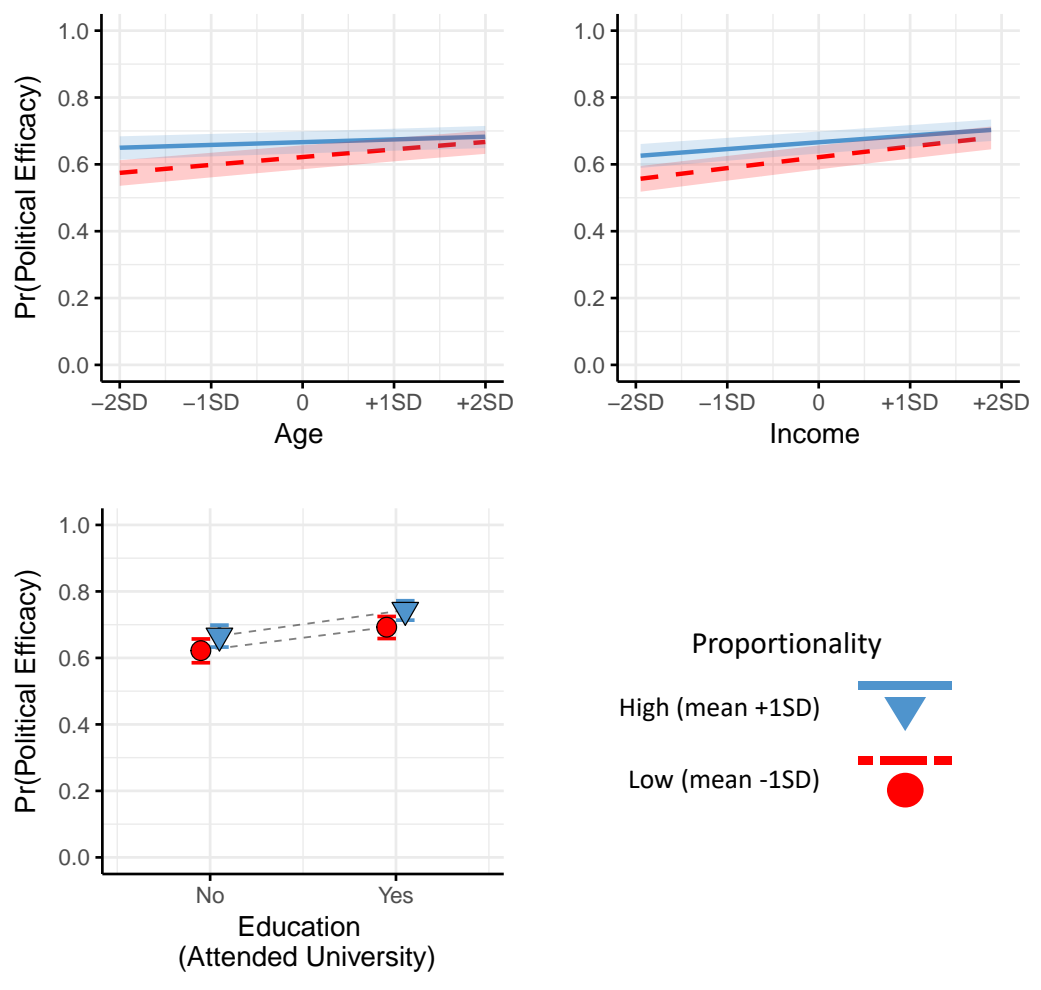 Pr(Political Efficacy)
1.0
0.8
0.6
0.4
0.2
0.0
−2SD −1SD 0 +1SD +2SD
Age
1.0
0.8
0.6
0.4
0.2
0.0
−2SD −1SD 0 +1SD +2SD
Income
Pr(Political Efficacy)
1.0
0.8
0.6
0.4
0.2
0.0
No Yes
Education
(Attended University)
Proportionality
High (mean +1SD)
Low (mean -1SD)